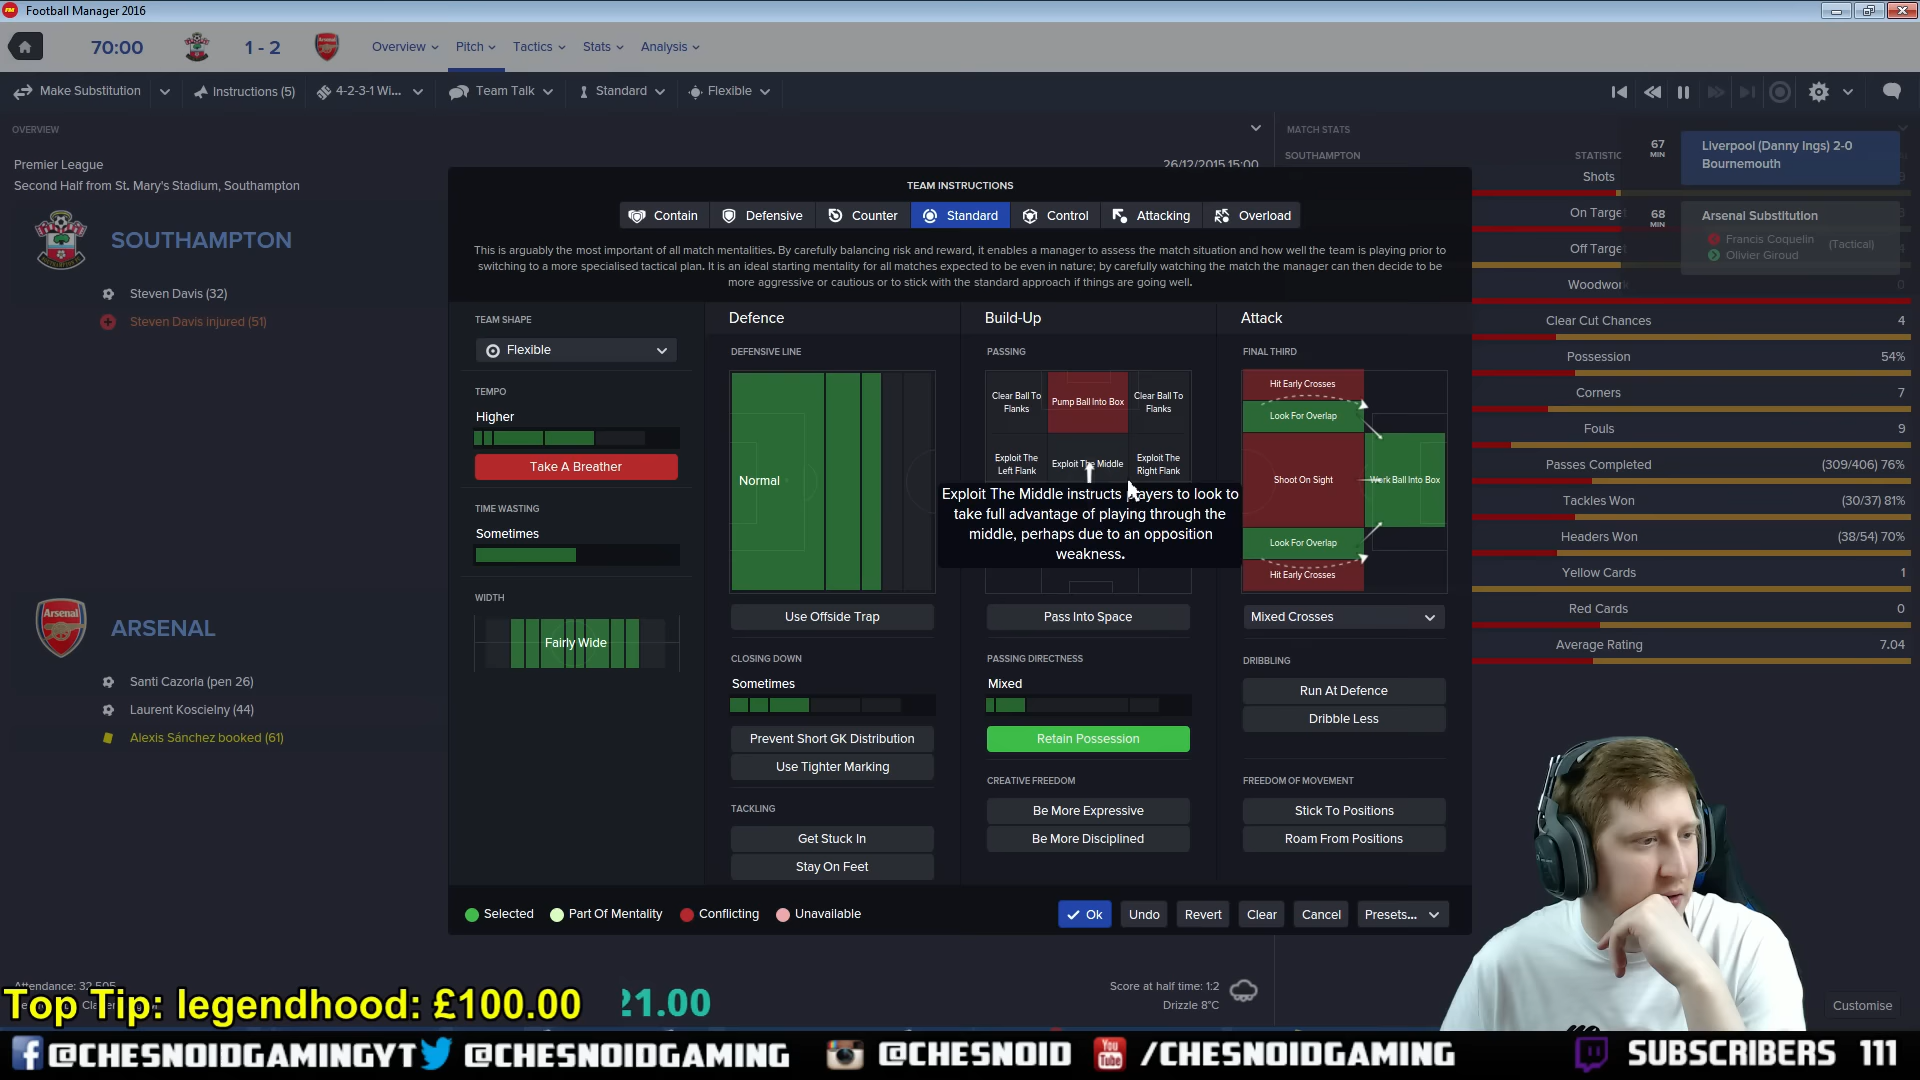 Football Manager 2016
70:00
1 - 2
Overview
Pitch
Tactics
Stats
Analysis
Make Substitution
Instructions (5)
4-2-3-1 Wi...
Team Talk
Standard
Flexible
OVERVIEW
Premier League
26/12/2015 15:00
Second Half from St. Mary's Stadium, Southampton
SOUTHAMPTON
Steven Davis (32)
Steven Davis injured (51)
Arsenal
ARSENAL
Santi Cazorla (pen 26)
Laurent Koscielny (44)
Alexis Sánchez booked (61)
TEAM INSTRUCTIONS
Contain
Defensive
Counter
Standard
Control
Attacking
Overload
This is arguably the most important of all match mentalities. By carefully balancing risk and reward, it enables a manager to assess the match situation and how well the team is playing prior to
switching to a more specialised tactical plan. It is an ideal starting mentality for all matches expected to be even in nature; by carefully watching the match the manager can then decide to be
more aggressive or cautious or to stick with the standard approach if things are going well.
TEAM SHAPE
Flexible
TEMPO
Higher
Take A Breather
TIME WASTING
Sometimes
WIDTH
Fairly Wide
Defence
DEFENSIVE LINE
Normal
Use Offside Trap
CLOSING DOWN
Sometimes
Prevent Short GK Distribution
Use Tighter Marking
TACKLING
Get Stuck In
Stay On Feet
Build-Up
PASSING
Clear Ball To
Flanks
Pump Ball Into Box
Clear Ball To
Flanks
Exploit The
Left Flank
Exploit The Middle
Exploit The
Right Flank
Exploit The Middle instructs players to look to
take full advantage of playing through the
middle, perhaps due to an opposition
weakness.
Pass Into Space
PASSING DIRECTNESS
Mixed
Retain Possession
CREATIVE FREEDOM
Be More Expressive
Be More Disciplined
Attack
FINAL THIRD
Hit Early Crosses
Look For Overlap
Shoot On Sight
Work Ball Into Box
Look For Overlap
Hit Early Crosses
Mixed Crosses
DRIBBLING
Run At Defence
Dribble Less
FREEDOM OF MOVEMENT
Stick To Positions
Roam From Positions
Selected
Part Of Mentality
Conflicting
Unavailable
Ok
Undo
Revert
Clear
Cancel
Presets...
MATCH STATS
SOUTHAMPTON
Shots
Clear Cut Chances
4
Possession
54%
Corners
7
Fouls
9
Passes Completed
(309/406) 76%
Tackles Won
(30/37) 81%
Headers Won
(38/54) 70%
Yellow Cards
1
Red Cards
0
Average Rating
7.04
67
MIN
Liverpool (Danny Ings) 2-0
Bournemouth
68
MIN
Arsenal Substitution
Francis Coquelin
Olivier Giroud
(Tactical)
Score at half time: 1:2
Drizzle 8°C
Customise
Top Tip: legendhood: £100.00
21.00
@CHESNOIDGAMINGYT
@CHESNOIDGAMING
@CHESNOID
You
Tube
/CHESNOIDGAMING
SUBSCRIBERS 111